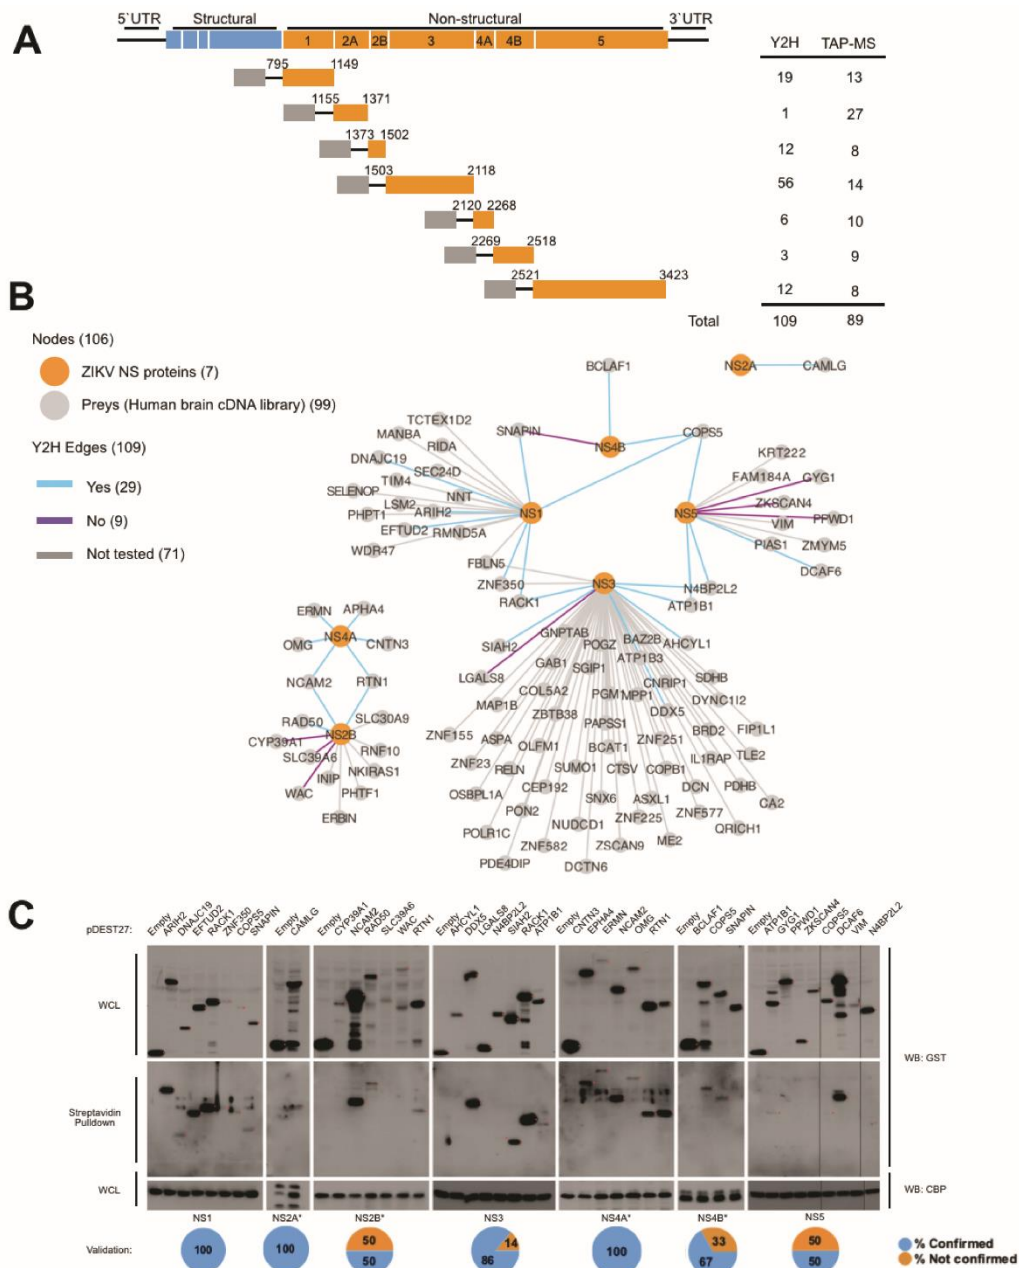 A
5`UTR
Structural
Non-structural
3`UTR
1 2A 2B 3 4A 4B 5
Y2H TAP-MS
795 1149
19 13
1155 1371
1 27
1373 1502
12 8
1503 2118
56 14
2120 2268
6 10
2269 2518
3 9
2521 3423
12 8
Total 109 89
B
Nodes (106)
ZIKV NS proteins (7)
Preys (Human brain cDNA library) (99)
Y2H Edges (109)
Yes (29)
No (9)
Not tested (71)
BCLAF1
NS2A
CAMLG
TCTEX1D2
MANBA
SNAPIN
NS4B
COPS5
RIDA
DNAJC19
SEC24D
TIM4
SELENOP
NNT
LSM2
PHPT1
ARIH2
NS1
EFTUD2
RMND5A
WDR47
KRT222
FAM184A
GYG1
ZKSCAN4
NS5
VIM
PPWD1
PIAS1
ZMYM5
DCAF6
FBLN5
ZNF350
NS3
N4BP2L2
RACK1
ATP1B1
ERMN
APHA4
NS4A
OMG
CNTN3
NCAM2
RTN1
RAD50
SLC30A9
NS2B
CYP39A1
SLC39A6
RNF10
INIP
NKIRAS1
WAC
PHTF1
ERBIN
SIAH2
GNPTAB
POGZ
BAZ2B
AHCYL1
LGALS8
GAB1
SGIP1
ATP1B3
SDHB
COL5A2
PGM
MPP1
CNRIP1
DYNC1I2
MAP1B
ZBTB38
PAPSS1
DDX5
FIP1L1
ZNF155
ASPA
OLFM1
BCAT1
ZNF251
BRD2
TLE2
ZNF23
RELN
SUMO1
CTSV
COPB1
IL1RAP
OSBPL1A
CEP192
DCN
PDHB
CA2
PON2
SNX6
ASXL1
POLR1C
NUDCD1
ZNF225
ZNF577
QRICH1
ZNF582
ZSCAN9
ME2
PDE4DIP
DCTN6
C
pDEST27:
Empty ARIH2 DNAJC19 EFTUD2 RACK1 ZNF350 COPS5 SNAPIN
Empty CAMLG
Empty CYP39A1 NCAM2 RAD50 SLC39A6 WAC RTN1
Empty AHCYL1 DDX5 LGALS8 N4BP2L2 SIAH2 RACK1 ATP1B1
Empty CNTN3 EPHA4 ERMN NCAM2 OMG RTN1
Empty BCLAF1 COPS5 SNAPIN
Empty ATP1B1 GYG1 PPWD1 ZKSCAN4 COPS5 DCAF6 VIM N4BP2L2
WCL
WB: GST
Streptavidin
Pulldown
WCL
WB: CBP
NS1 NS2A* NS2B* NS3 NS4A* NS4B* NS5
Validation:
100
100
50
50
14
86
100
33
67
50
50
% Confirmed
% Not confirmed